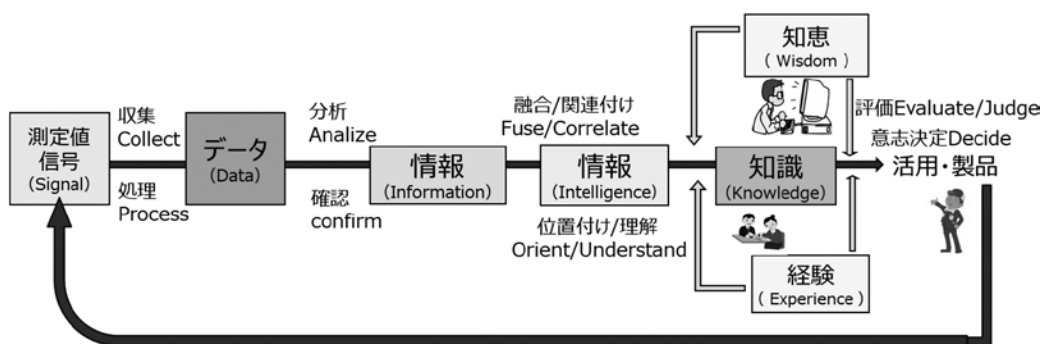 測定値
信号
(Signal)
収集
Collect
処理
Process
データ
(Data)
分析
Analize
確認
confirm
情報
(Information)
融合/関連付け
Fuse/Correlate
情報
(Intelligence)
位置付け/理解
Orient/Understand
知恵
( Wisdom )
知識
(Knowledge)
経験
( Experience )
評価Evaluate/Judge
意志決定Decide
活用・製品